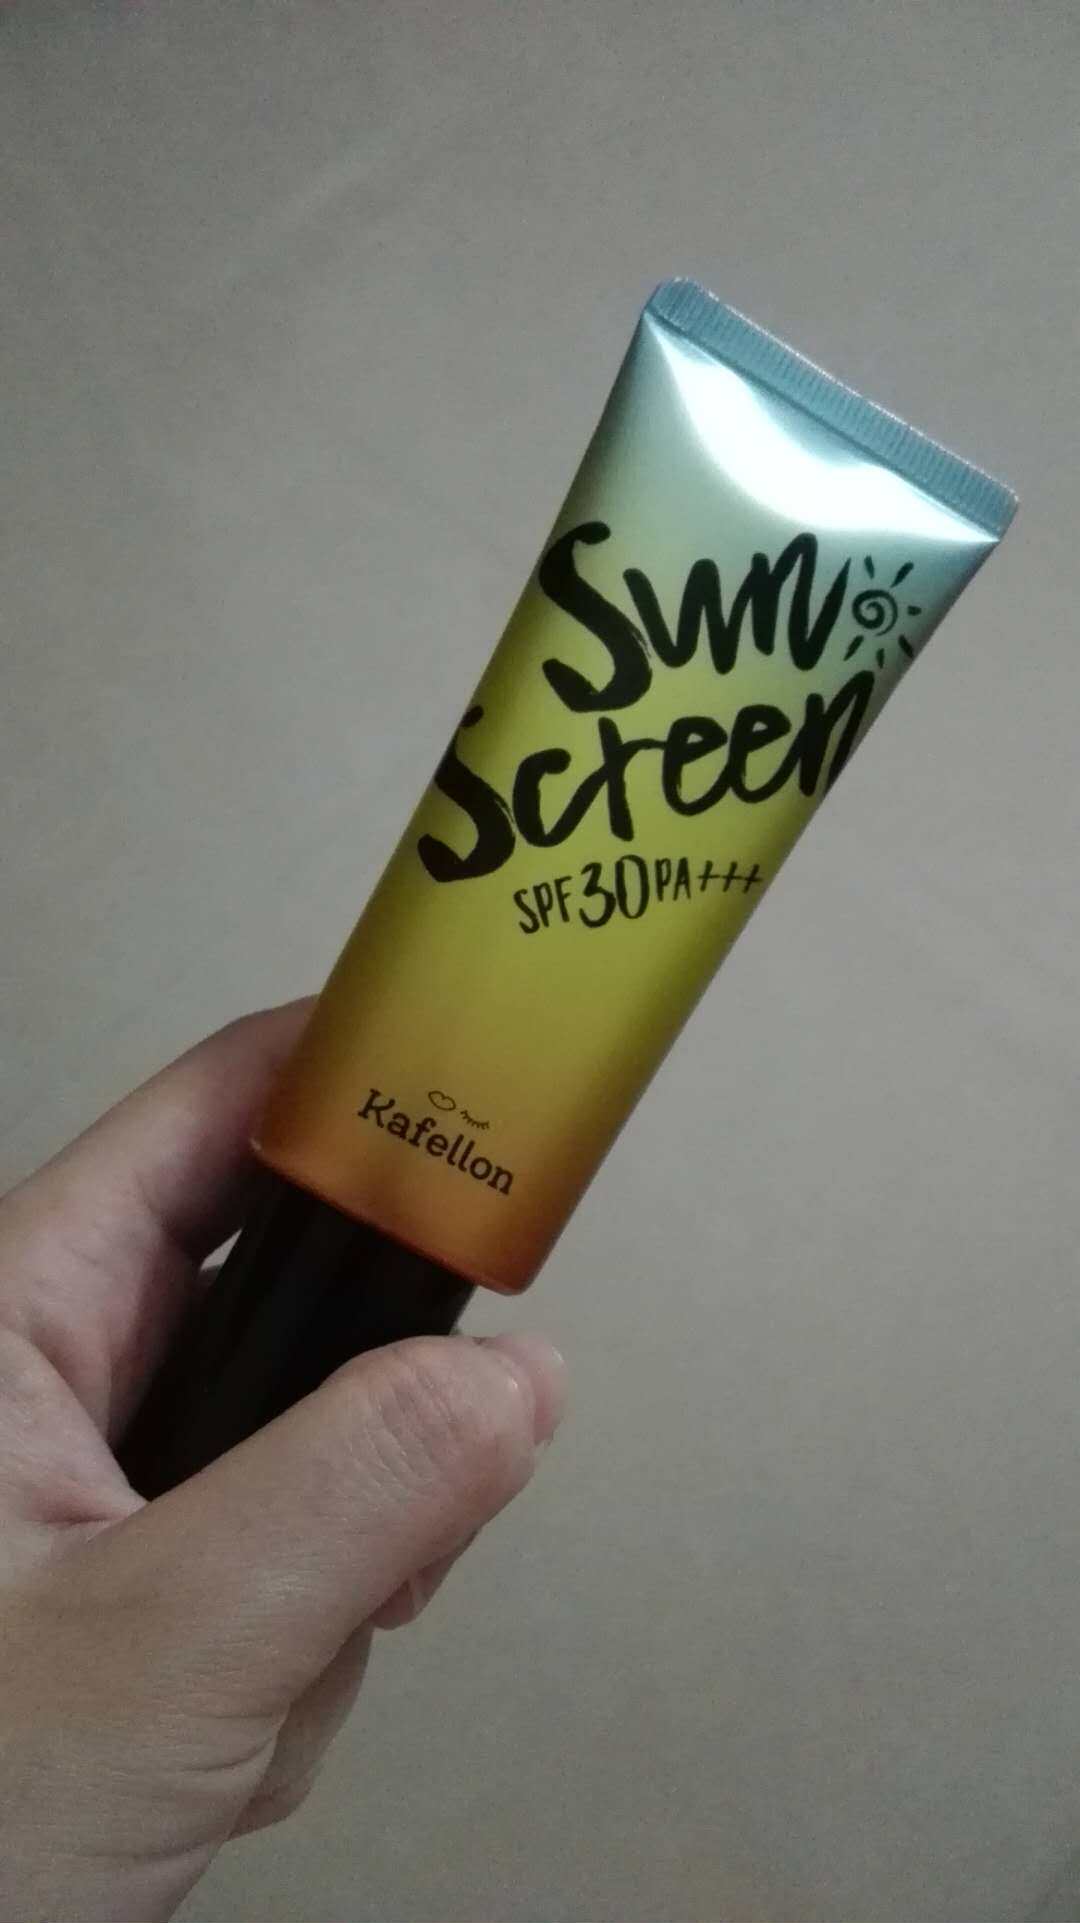 Sun
Screen
SPF30PA+++
Kafellon